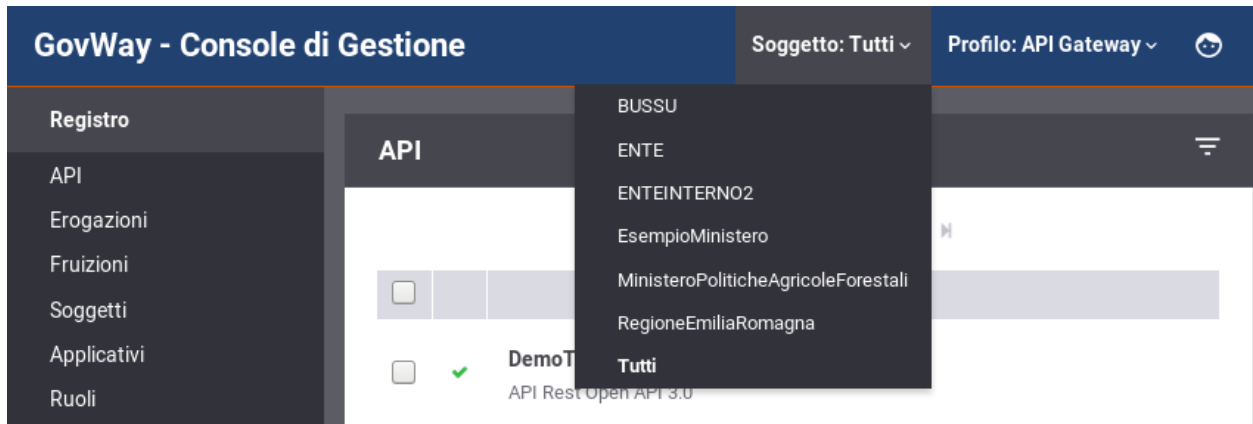 GovWay - Console di Gestione
Soggetto: Tutti
Profilo: API Gateway
Registro
API
Erogazioni
Fruizioni
Soggetti
Applicativi
Ruoli
API
BUSSU
ENTE
ENTEINTERNO2
EsempioMinistero
MinisteroPoliticheAgricoleForestali
RegioneEmiliaRomagna
Tutti
DemoT
API Rest Open API 3.0